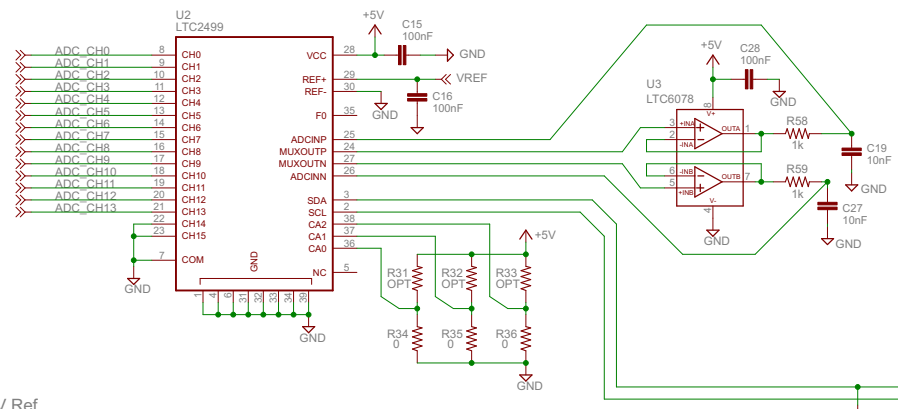 U2
LTC2499
+5V
C15
100nF
GND
ADC_CH0 8 CH0 VCC 28
ADC_CH1 9 CH1
ADC_CH2 10 CH2 REF+ 29 VREF
ADC_CH3 11 CH3 REF- 30
ADC_CH4 12 CH4
C16
100nF
GND
ADC_CH5 13 CH5 F0 35
ADC_CH6 14 CH6
ADC_CH7 15 CH7 ADCINP 25
ADC_CH8 16 CH8 MUXOUTP 24
ADC_CH9 17 CH9 MUXOUTN 27
ADC_CH10 18 CH10 ADCINN 26
ADC_CH11 19 CH11
ADC_CH12 20 CH12 SDA 3
ADC_CH13 21 CH13 SCL 2
22 CH14 CA2 38
23 CH15 CA1 37
CA0 36
7 COM
GND
NC 5
GND
1 4 6 31 32 33 34 39
GND
+5V
C28
100nF
GND
U3
LTC6078
8
V+
3 +INA OUTA 1
2 -INA
6 -INB OUTB 7
5 +INB
V-
4
GND
R58
1k
C19
10nF
GND
R59
1k
C27
10nF
GND
+5V
R31 R32 R33
OPT OPT OPT
R34 R35 R36
0 0 0
GND
V Ref